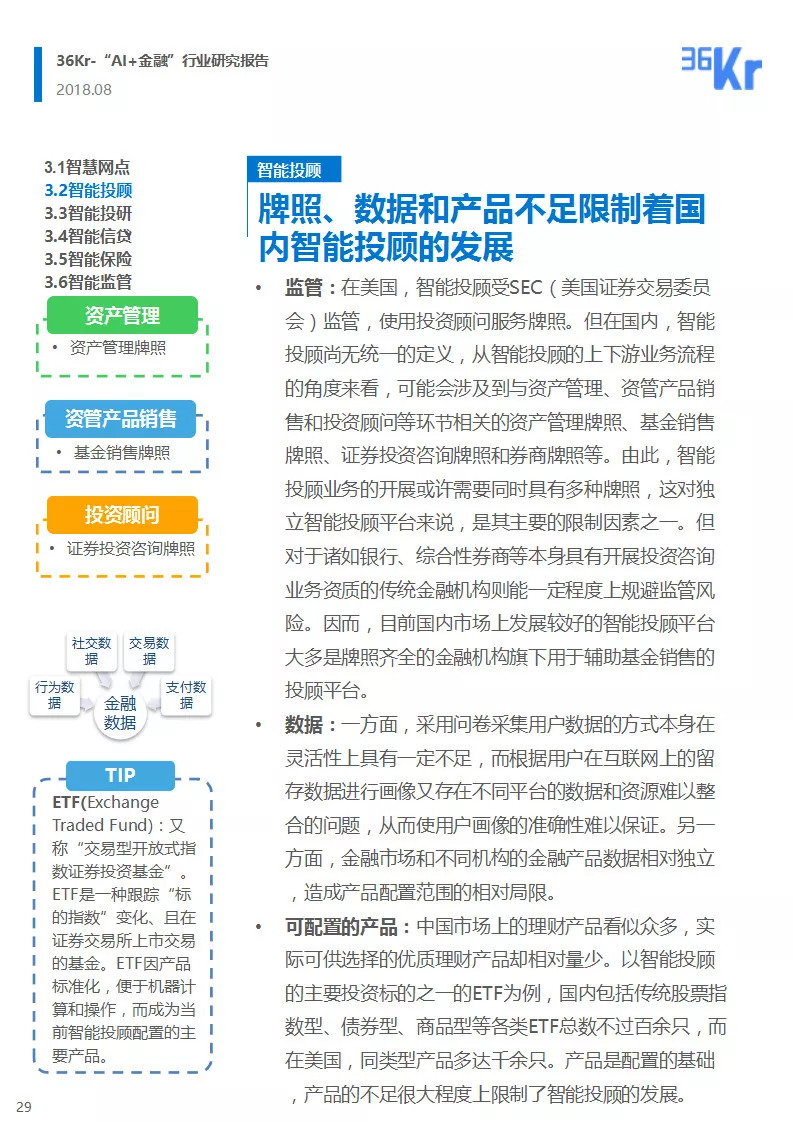 36Kr-“AI+金融”行业研究报告
2018.08
36Kr
3.1智慧网点
3.2智能投顾
3.3智能投研
3.4智能信贷
3.5智能保险
3.6智能监管
资产管理
• 资产管理牌照
资管产品销售
• 基金销售牌照
投资顾问
• 证券投资咨询牌照
社交数
据
交易数
据
行为数
据
支付数
据
金融
数据
TIP
ETF(Exchange
Traded Fund)：又
称“交易型开放式指
数证券投资基金”。
ETF是一种跟踪“标
的指数”变化、且在
证券交易所上市交易
的基金。ETF因产品
标准化，便于机器计
算和操作，而成为当
前智能投顾配置的主
要产品。
智能投顾
牌照、数据和产品不足限制着国
内智能投顾的发展
• 监管：在美国，智能投顾受SEC（美国证券交易委员
会）监管，使用投资顾问服务牌照。但在国内，智能
投顾尚无统一的定义，从智能投顾的上下游业务流程
的角度来看，可能会涉及到与资产管理、资管产品销
售和投资顾问等环节相关的资产管理牌照、基金销售
牌照、证券投资咨询牌照和券商牌照等。由此，智能
投顾业务的开展或许需要同时具有多种牌照，这对独
立智能投顾平台来说，是其主要的限制因素之一。但
对于诸如银行、综合性券商等本身具有开展投资咨询
业务资质的传统金融机构则能一定程度上规避监管风
险。因而，目前国内市场上发展较好的智能投顾平台
大多是牌照齐全的金融机构旗下用于辅助基金销售的
投顾平台。
• 数据：一方面，采用问卷采集用户数据的方式本身在
灵活性上具有一定不足，而根据用户在互联网上的留
存数据进行画像又存在不同平台的数据和资源难以整
合的问题，从而使用户画像的准确性难以保证。另一
方面，金融市场和不同机构的金融产品数据相对独立
，造成产品配置范围的相对局限。
• 可配置的产品：中国市场上的理财产品看似众多，实
际可供选择的优质理财产品却相对量少。以智能投顾
的主要投资标的之一的ETF为例，国内包括传统股票指
数型、债券型、商品型等各类ETF总数不过百余只，而
在美国，同类型产品多达千余只。产品是配置的基础
，产品的不足很大程度上限制了智能投顾的发展。
29